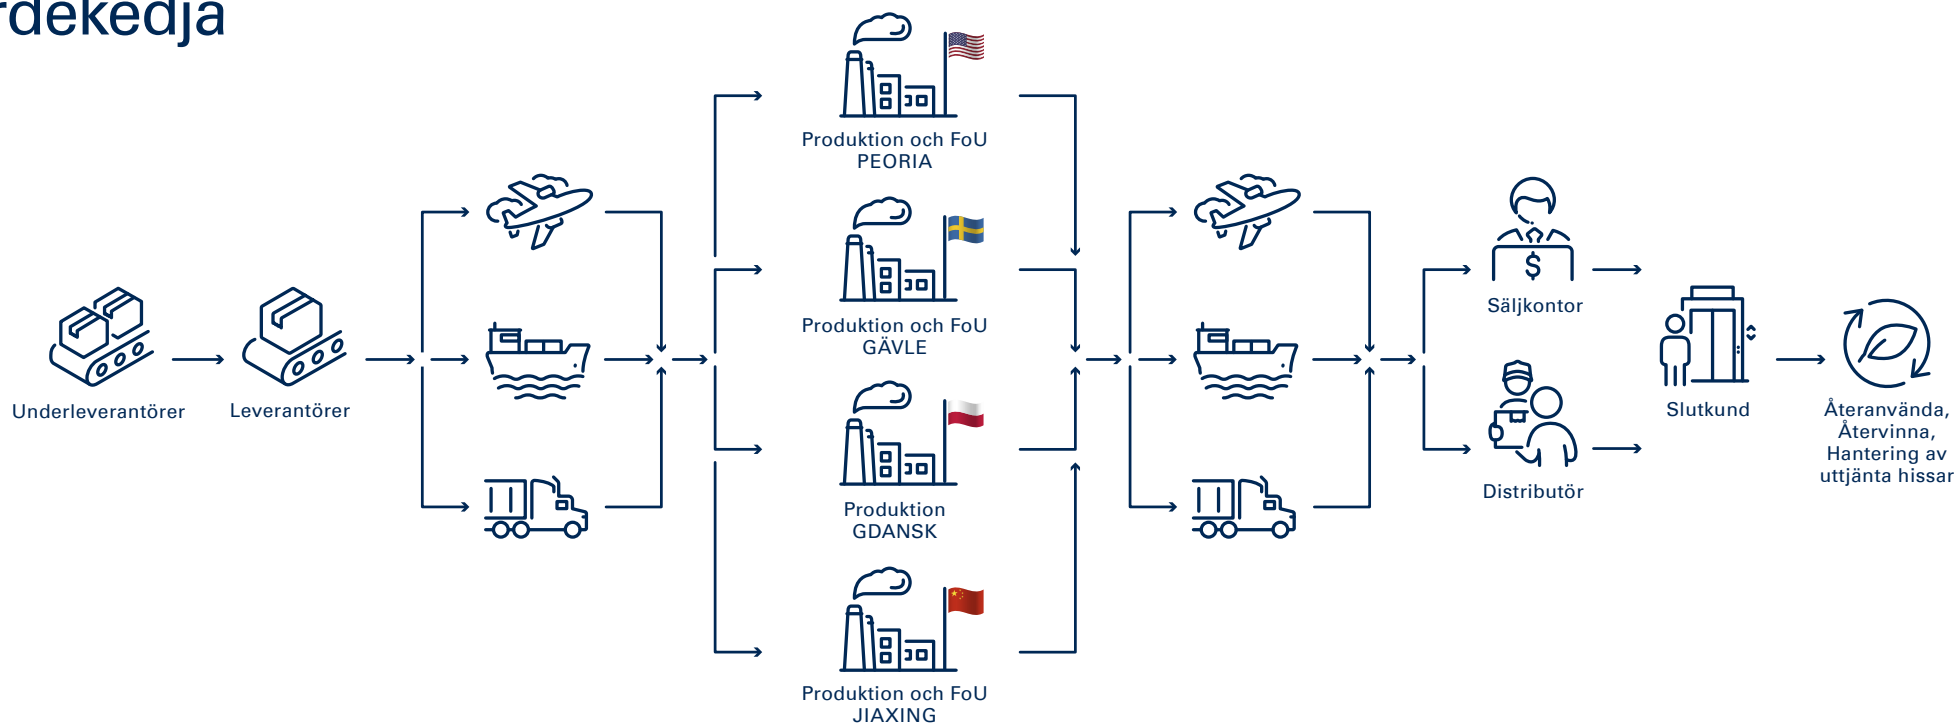 rdekedja
Produktion och FoU
PEORIA
Produktion och FoU
GÄVLE
Produktion
GDANSK
Produktion och FoU
JIAXING
Underleverantörer
Leverantörer
Säljkontor
Distributör
Slutkund
Återanvända,
Återvinna,
Hantering av
uttjänta hissar